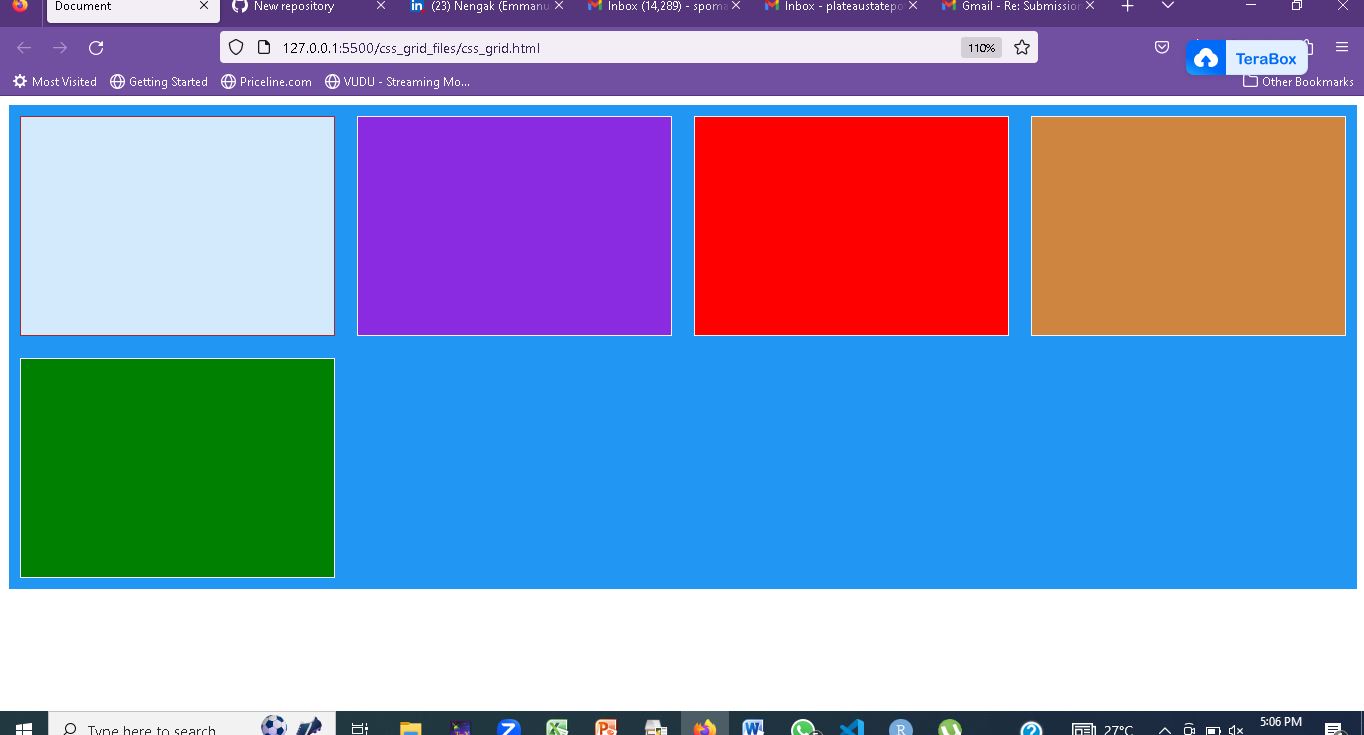 Document
New repository
(23) Nengak (Emmanu
Inbox (14,289) - spoma
Inbox - plateaustatepo
Gmail - Re: Submission
127.0.0.1:5500/css_grid_files/css_grid.html
110%
TeraBox
Most Visited
Getting Started
Priceline.com
VUDU - Streaming Mo...
Other Bookmarks
Type here to search
27°C
5:06 PM